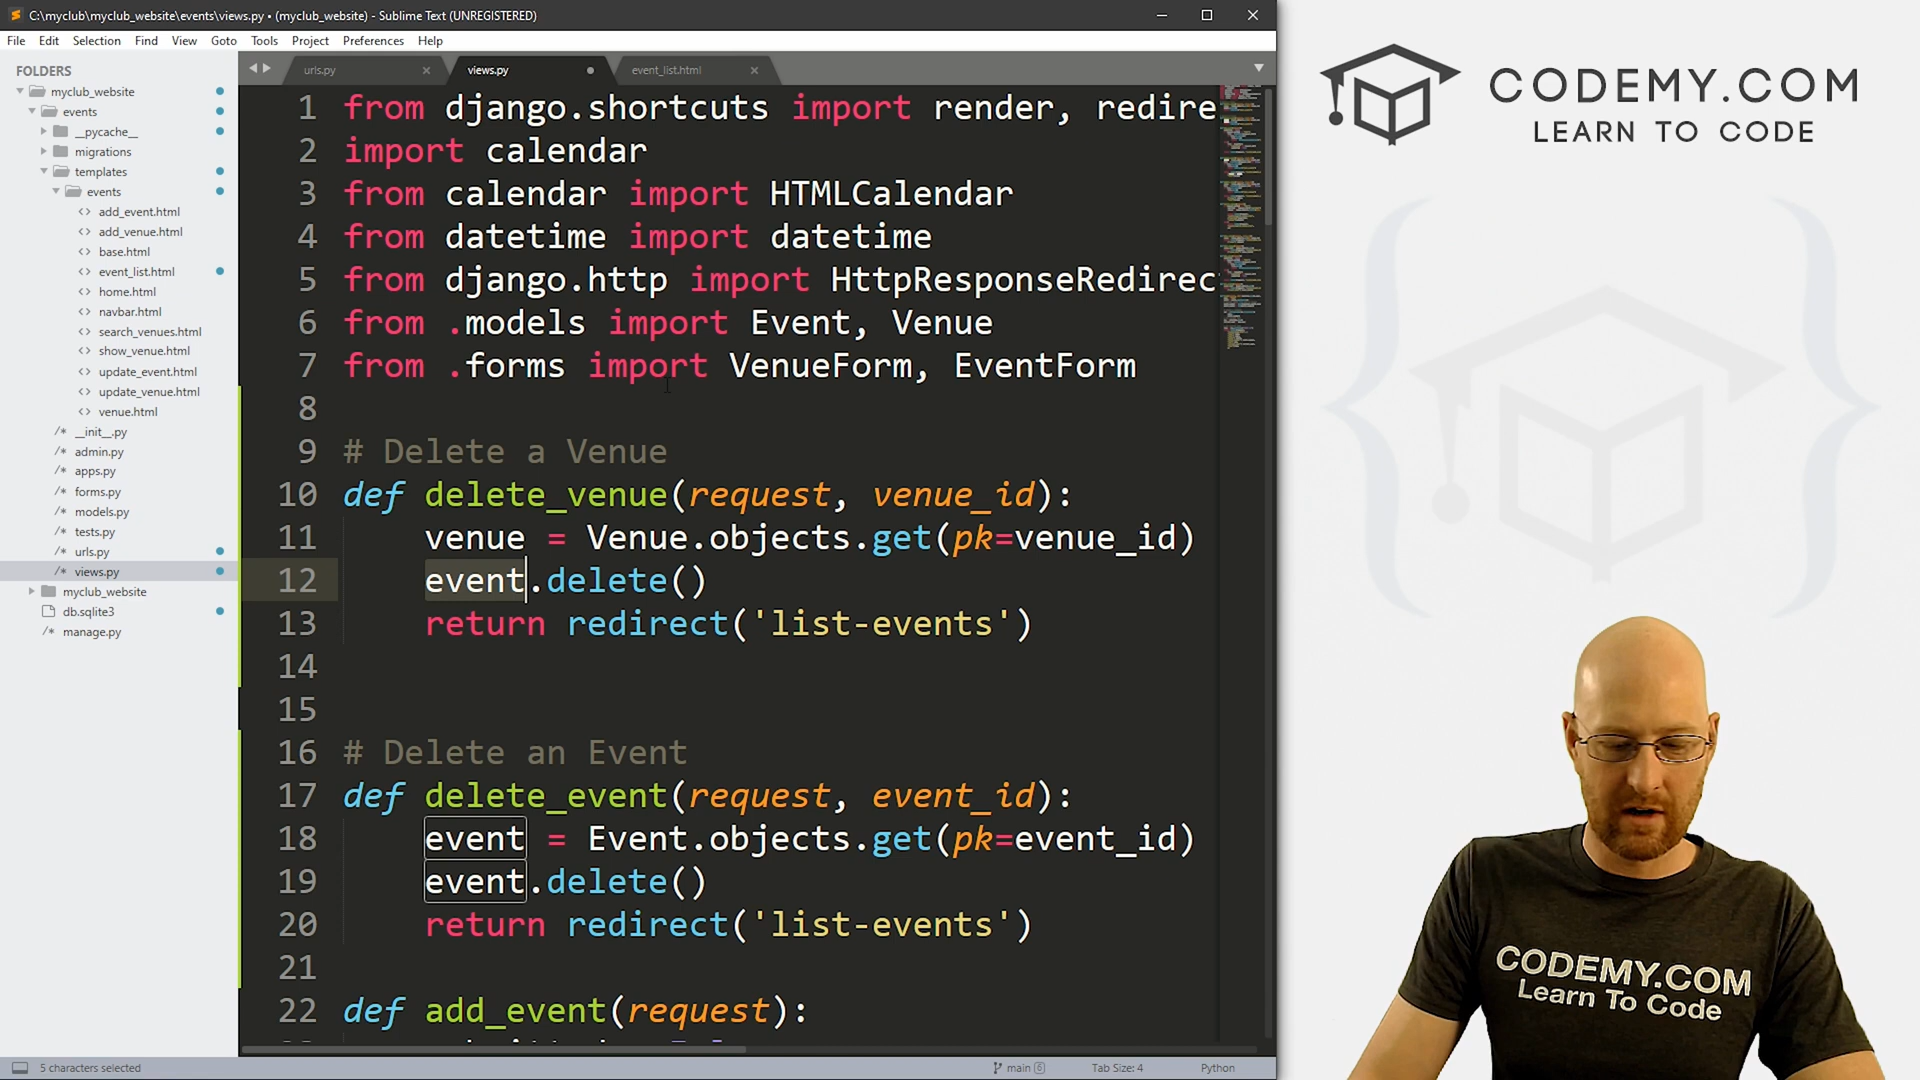 C:\myclub\myclub_website\events\views.py • (myclub_website) - Sublime Text (UNREGISTERED)
File Edit Selection Find View Goto Tools Project Preferences Help
FOLDERS
myclub_website
events
__pycache__
migrations
templates
events
add_event.html
add_venue.html
base.html
event_list.html
home.html
navbar.html
search_venues.html
show_venue.html
update_event.html
update_venue.html
venue.html
__init__.py
admin.py
apps.py
forms.py
models.py
tests.py
urls.py
views.py
myclub_website
db.sqlite3
manage.py
urls.py views.py event_list.html
1 from django.shortcuts import render, redire
2 import calendar
3 from calendar import HTMLCalendar
4 from datetime import datetime
5 from django.http import HttpResponseRedirec
6 from .models import Event, Venue
7 from .forms import VenueForm, EventForm
8
9 # Delete a Venue
10 def delete_venue(request, venue_id):
11 venue = Venue.objects.get(pk=venue_id)
12 event.delete()
13 return redirect('list-events')
14
15
16 # Delete an Event
17 def delete_event(request, event_id):
18 event = Event.objects.get(pk=event_id)
19 event.delete()
20 return redirect('list-events')
21
22 def add_event(request):
5 characters selected
main 6
Tab Size: 4
Python
CODEMY.COM
LEARN TO CODE
CODEMY.COM
Learn To Code